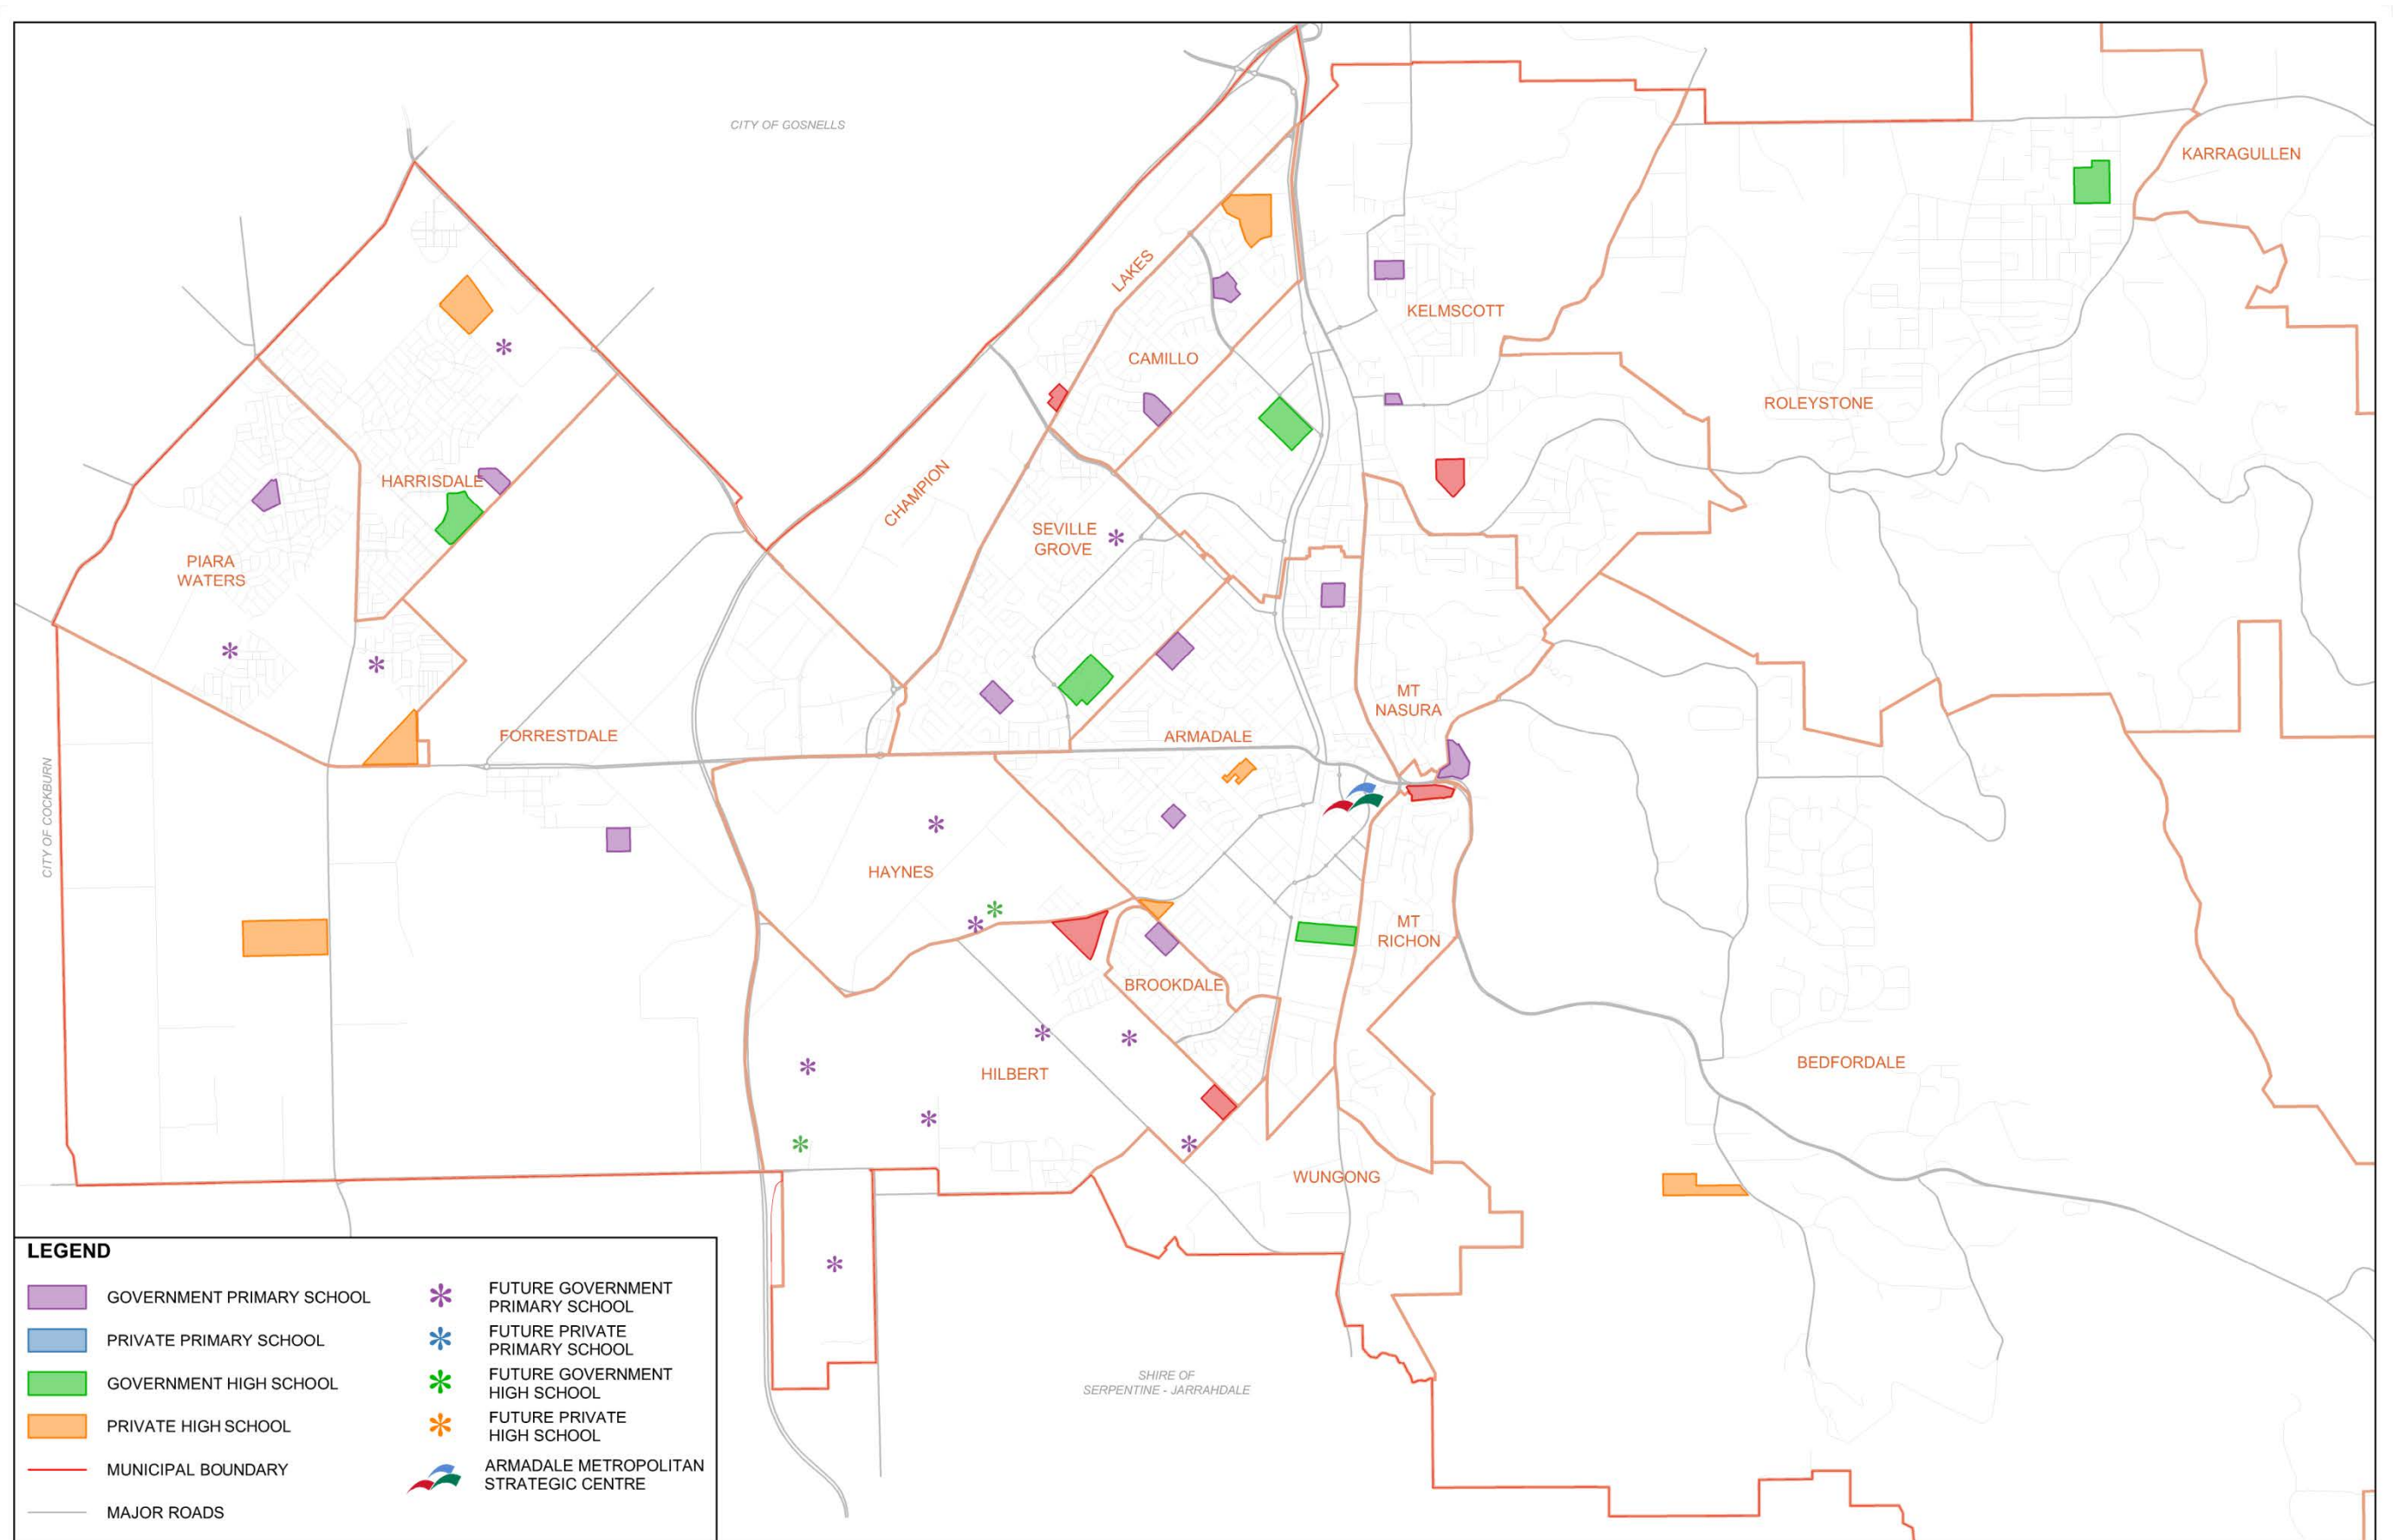 CITY OF GOSNELLS
KARRAGULLEN
LAKES
KELMSCOTT
CAMILLO
ROLEYSTONE
HARRISDALE
CHAMPION
SEVILLE
GROVE
PIARA
WATERS
MT
NASURA
FORRESTDALE
ARMADALE
CITY OF COCKBURN
HAYNES
MT
RICHON
BROOKDALE
BEDFORDALE
HILBERT
WUNGONG
SHIRE OF
SERPENTINE - JARRAHDALE
LEGEND
GOVERNMENT PRIMARY SCHOOL
PRIVATE PRIMARY SCHOOL
GOVERNMENT HIGH SCHOOL
PRIVATE HIGH SCHOOL
MUNICIPAL BOUNDARY
MAJOR ROADS
FUTURE GOVERNMENT
PRIMARY SCHOOL
FUTURE PRIVATE
PRIMARY SCHOOL
FUTURE GOVERNMENT
HIGH SCHOOL
FUTURE PRIVATE
HIGH SCHOOL
ARMADALE METROPOLITAN
STRATEGIC CENTRE